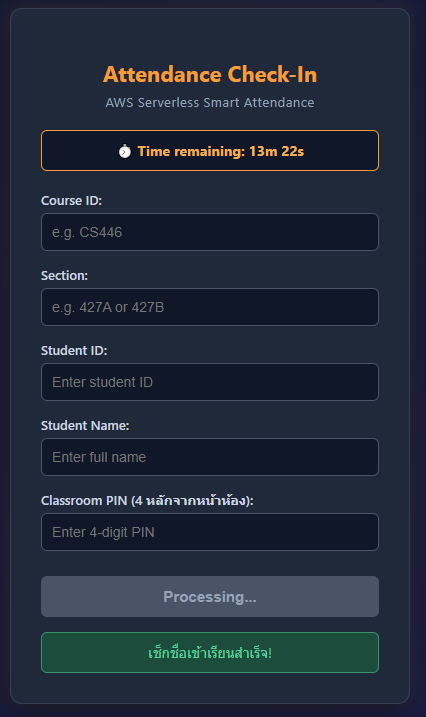 Attendance Check-In
AWS Serverless Smart Attendance
⏱ Time remaining: 13m 22s
Course ID:
e.g. CS446
Section:
e.g. 427A or 427B
Student ID:
Enter student ID
Student Name:
Enter full name
Classroom PIN (4 หลักจากหน้าห้อง):
Enter 4-digit PIN
Processing...
เช็กชื่อเข้าเรียนสำเร็จ!